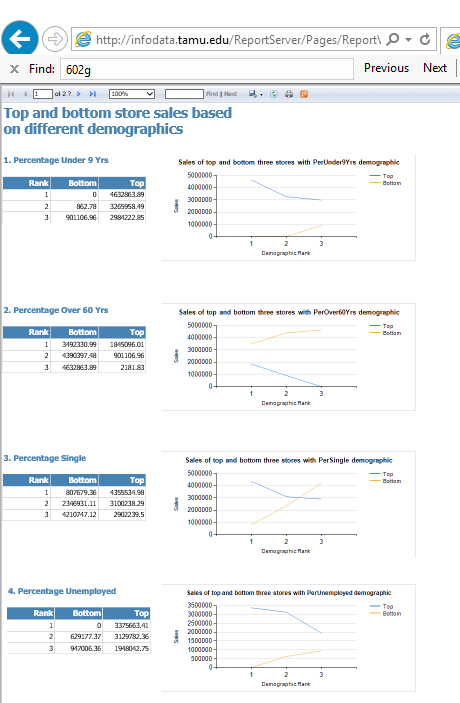 http://infodata.tamu.edu/ReportServer/Pages/Report\
x Find: 602g Previous Next
1 of 2 ? 100% Find | Next
Top and bottom store sales based
on different demographics
1. Percentage Under 9 Yrs
Rank Bottom Top
1 0 4632863.89
2 862.78 3265958.49
3 901106.96 2984222.85
Sales of top and bottom three stores with PerUnder9Yrs demographic
5000000
4000000
3000000
2000000
1000000
0
Sales
1 2 3
Demographic Rank
Top
Bottom
2. Percentage Over 60 Yrs
Rank Bottom Top
1 3492330.99 1845096.01
2 4390397.48 901106.96
3 4632863.89 2181.83
Sales of top and bottom three stores with PerOver60Yrs demographic
5000000
4000000
3000000
2000000
1000000
0
Sales
1 2 3
Demographic Rank
Top
Bottom
3. Percentage Single
Rank Bottom Top
1 807679.36 4355534.98
2 2346931.11 3100238.29
3 4210747.12 2902239.5
Sales of top and bottom three stores with PerSingle demographic
5000000
4000000
3000000
2000000
1000000
0
Sales
1 2 3
Demographic Rank
Top
Bottom
4. Percentage Unemployed
Rank Bottom Top
1 0 3375663.41
2 629177.37 3129782.36
3 947006.36 1948042.75
Sales of top and bottom three stores with PerUnemployed demographic
3500000
3000000
2500000
2000000
1500000
1000000
500000
0
Sales
1 2 3
Demographic Rank
Top
Bottom